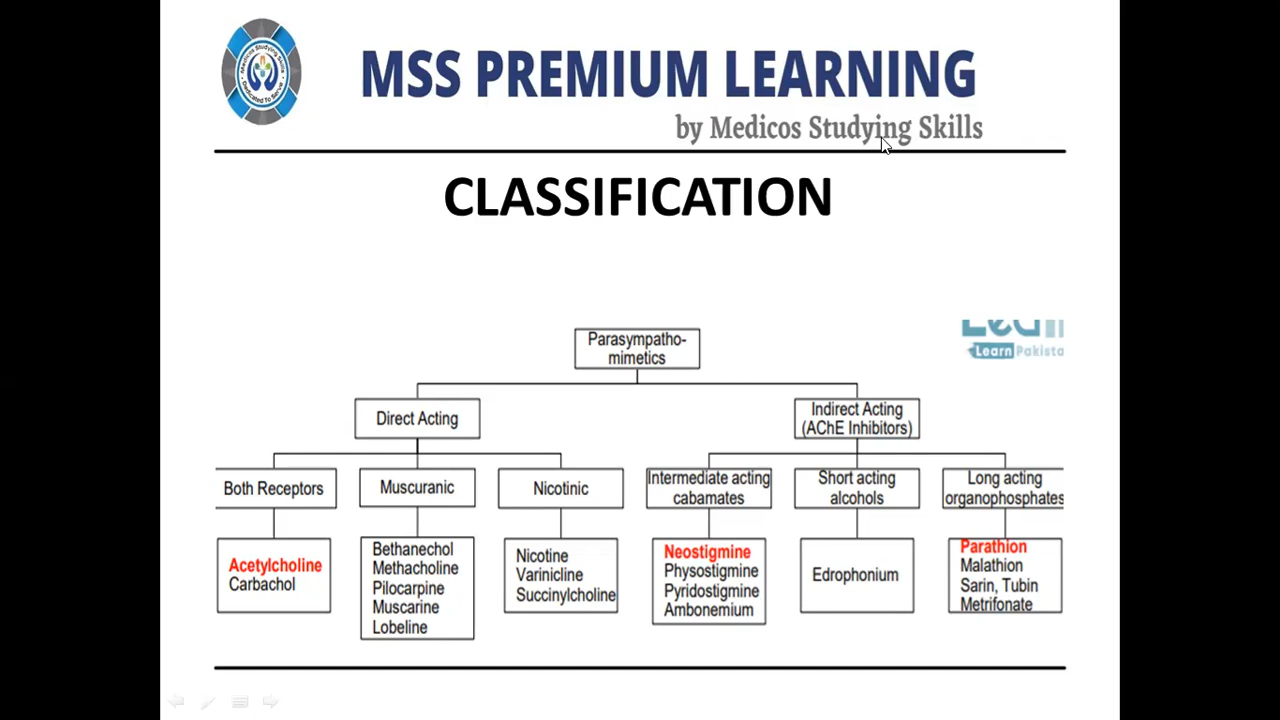 MSS PREMIUM LEARNING
by Medicos Studying Skills
CLASSIFICATION
Learn Pakista
Parasympatho-
mimetics
Direct Acting
Indirect Acting
(AChE Inhibitors)
Both Receptors
Muscuranic
Nicotinic
Intermediate acting
cabamates
Short acting
alcohols
Long acting
organophosphates
Acetylcholine
Carbachol
Bethanechol
Methacholine
Pilocarpine
Muscarine
Lobeline
Nicotine
Varinicline
Succinylcholine
Neostigmine
Physostigmine
Pyridostigmine
Ambonemium
Edrophonium
Parathion
Malathion
Sarin, Tubin
Metrifonate